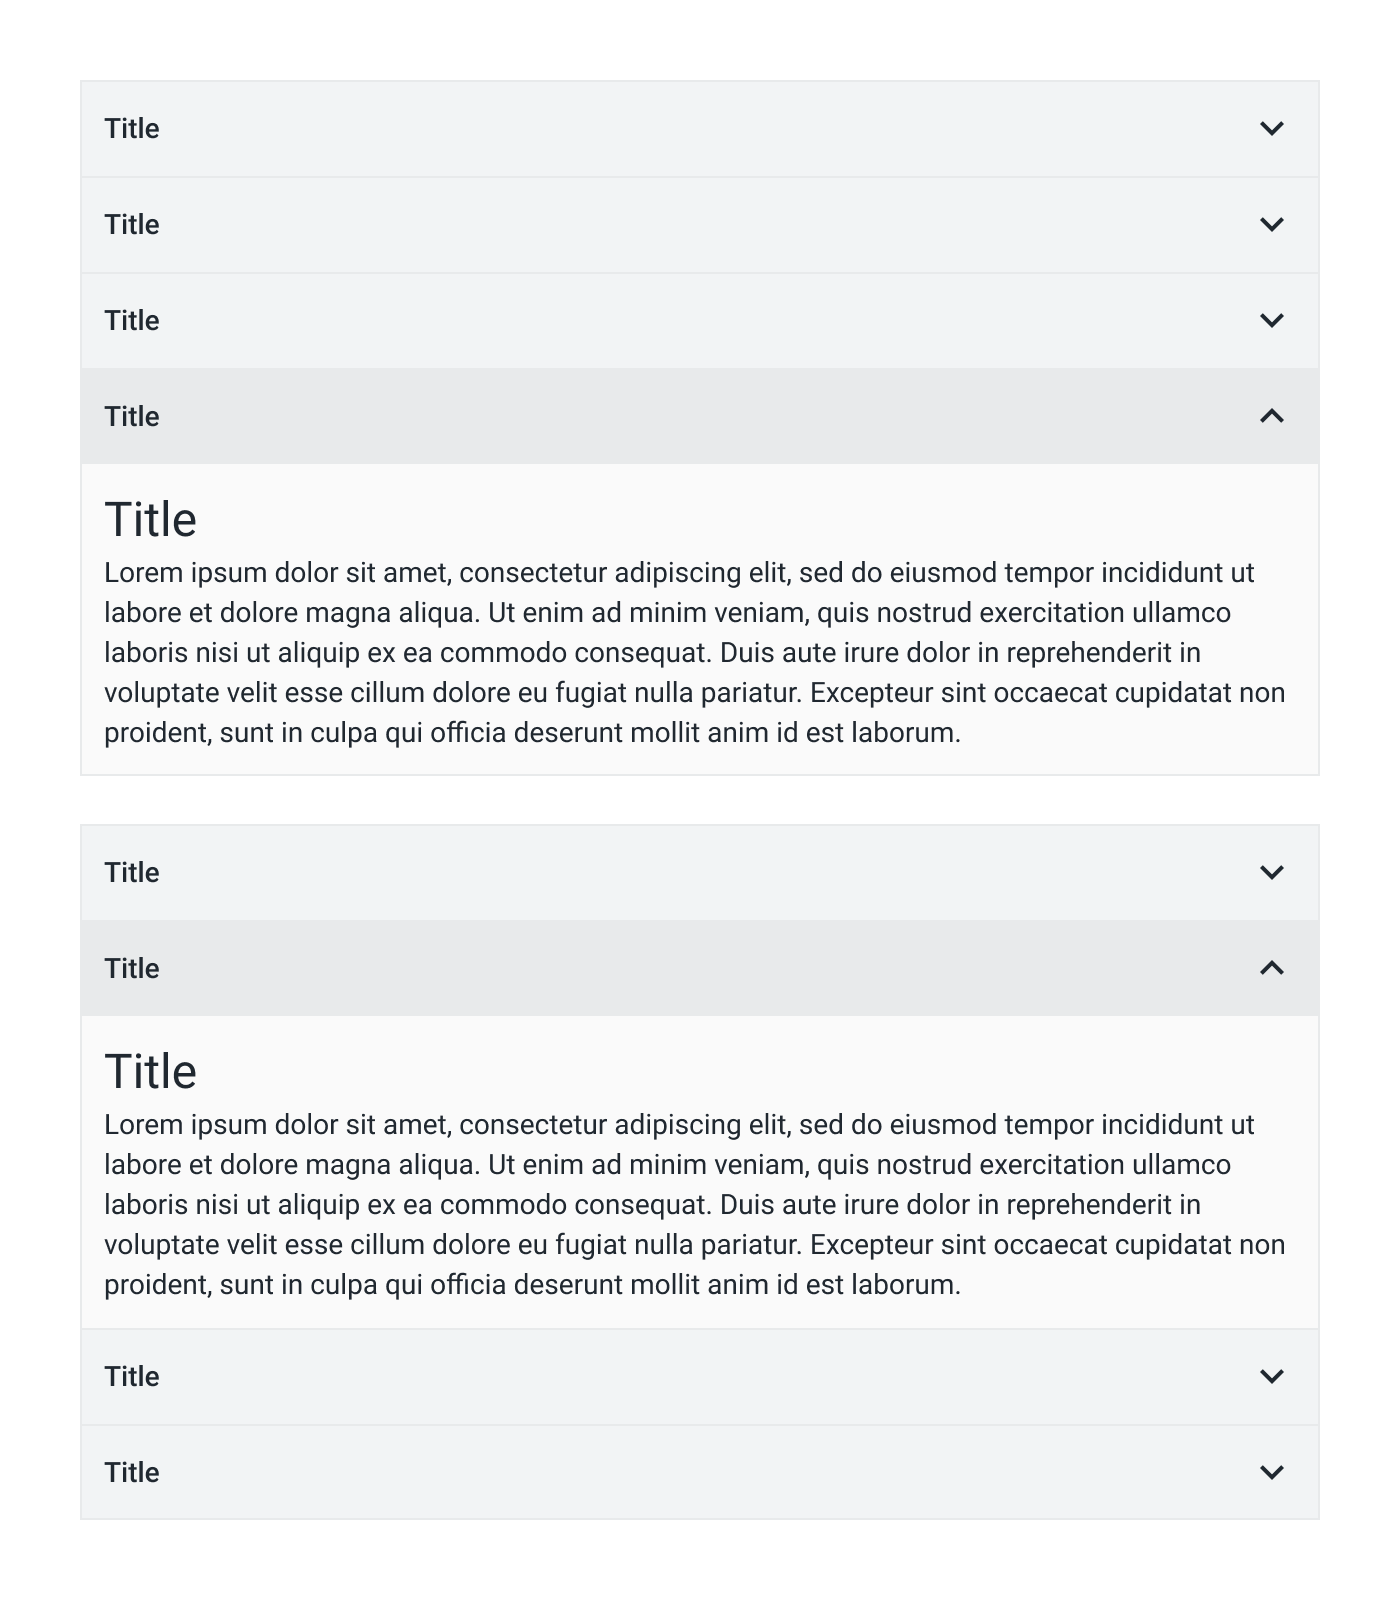 Title
Title
Title
Title
Title
Lorem ipsum dolor sit amet, consectetur adipiscing elit, sed do eiusmod tempor incididunt ut
labore et dolore magna aliqua. Ut enim ad minim veniam, quis nostrud exercitation ullamco
laboris nisi ut aliquip ex ea commodo consequat. Duis aute irure dolor in reprehenderit in
voluptate velit esse cillum dolore eu fugiat nulla pariatur. Excepteur sint occaecat cupidatat non
proident, sunt in culpa qui officia deserunt mollit anim id est laborum.
Title
Title
Title
Lorem ipsum dolor sit amet, consectetur adipiscing elit, sed do eiusmod tempor incididunt ut
labore et dolore magna aliqua. Ut enim ad minim veniam, quis nostrud exercitation ullamco
laboris nisi ut aliquip ex ea commodo consequat. Duis aute irure dolor in reprehenderit in
voluptate velit esse cillum dolore eu fugiat nulla pariatur. Excepteur sint occaecat cupidatat non
proident, sunt in culpa qui officia deserunt mollit anim id est laborum.
Title
Title